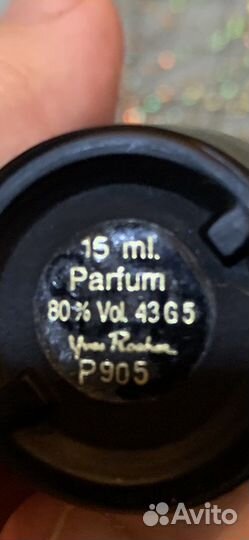 15 ml.
Parfum
80% Vol. 43G5
Yves Rocher
P905
Avito